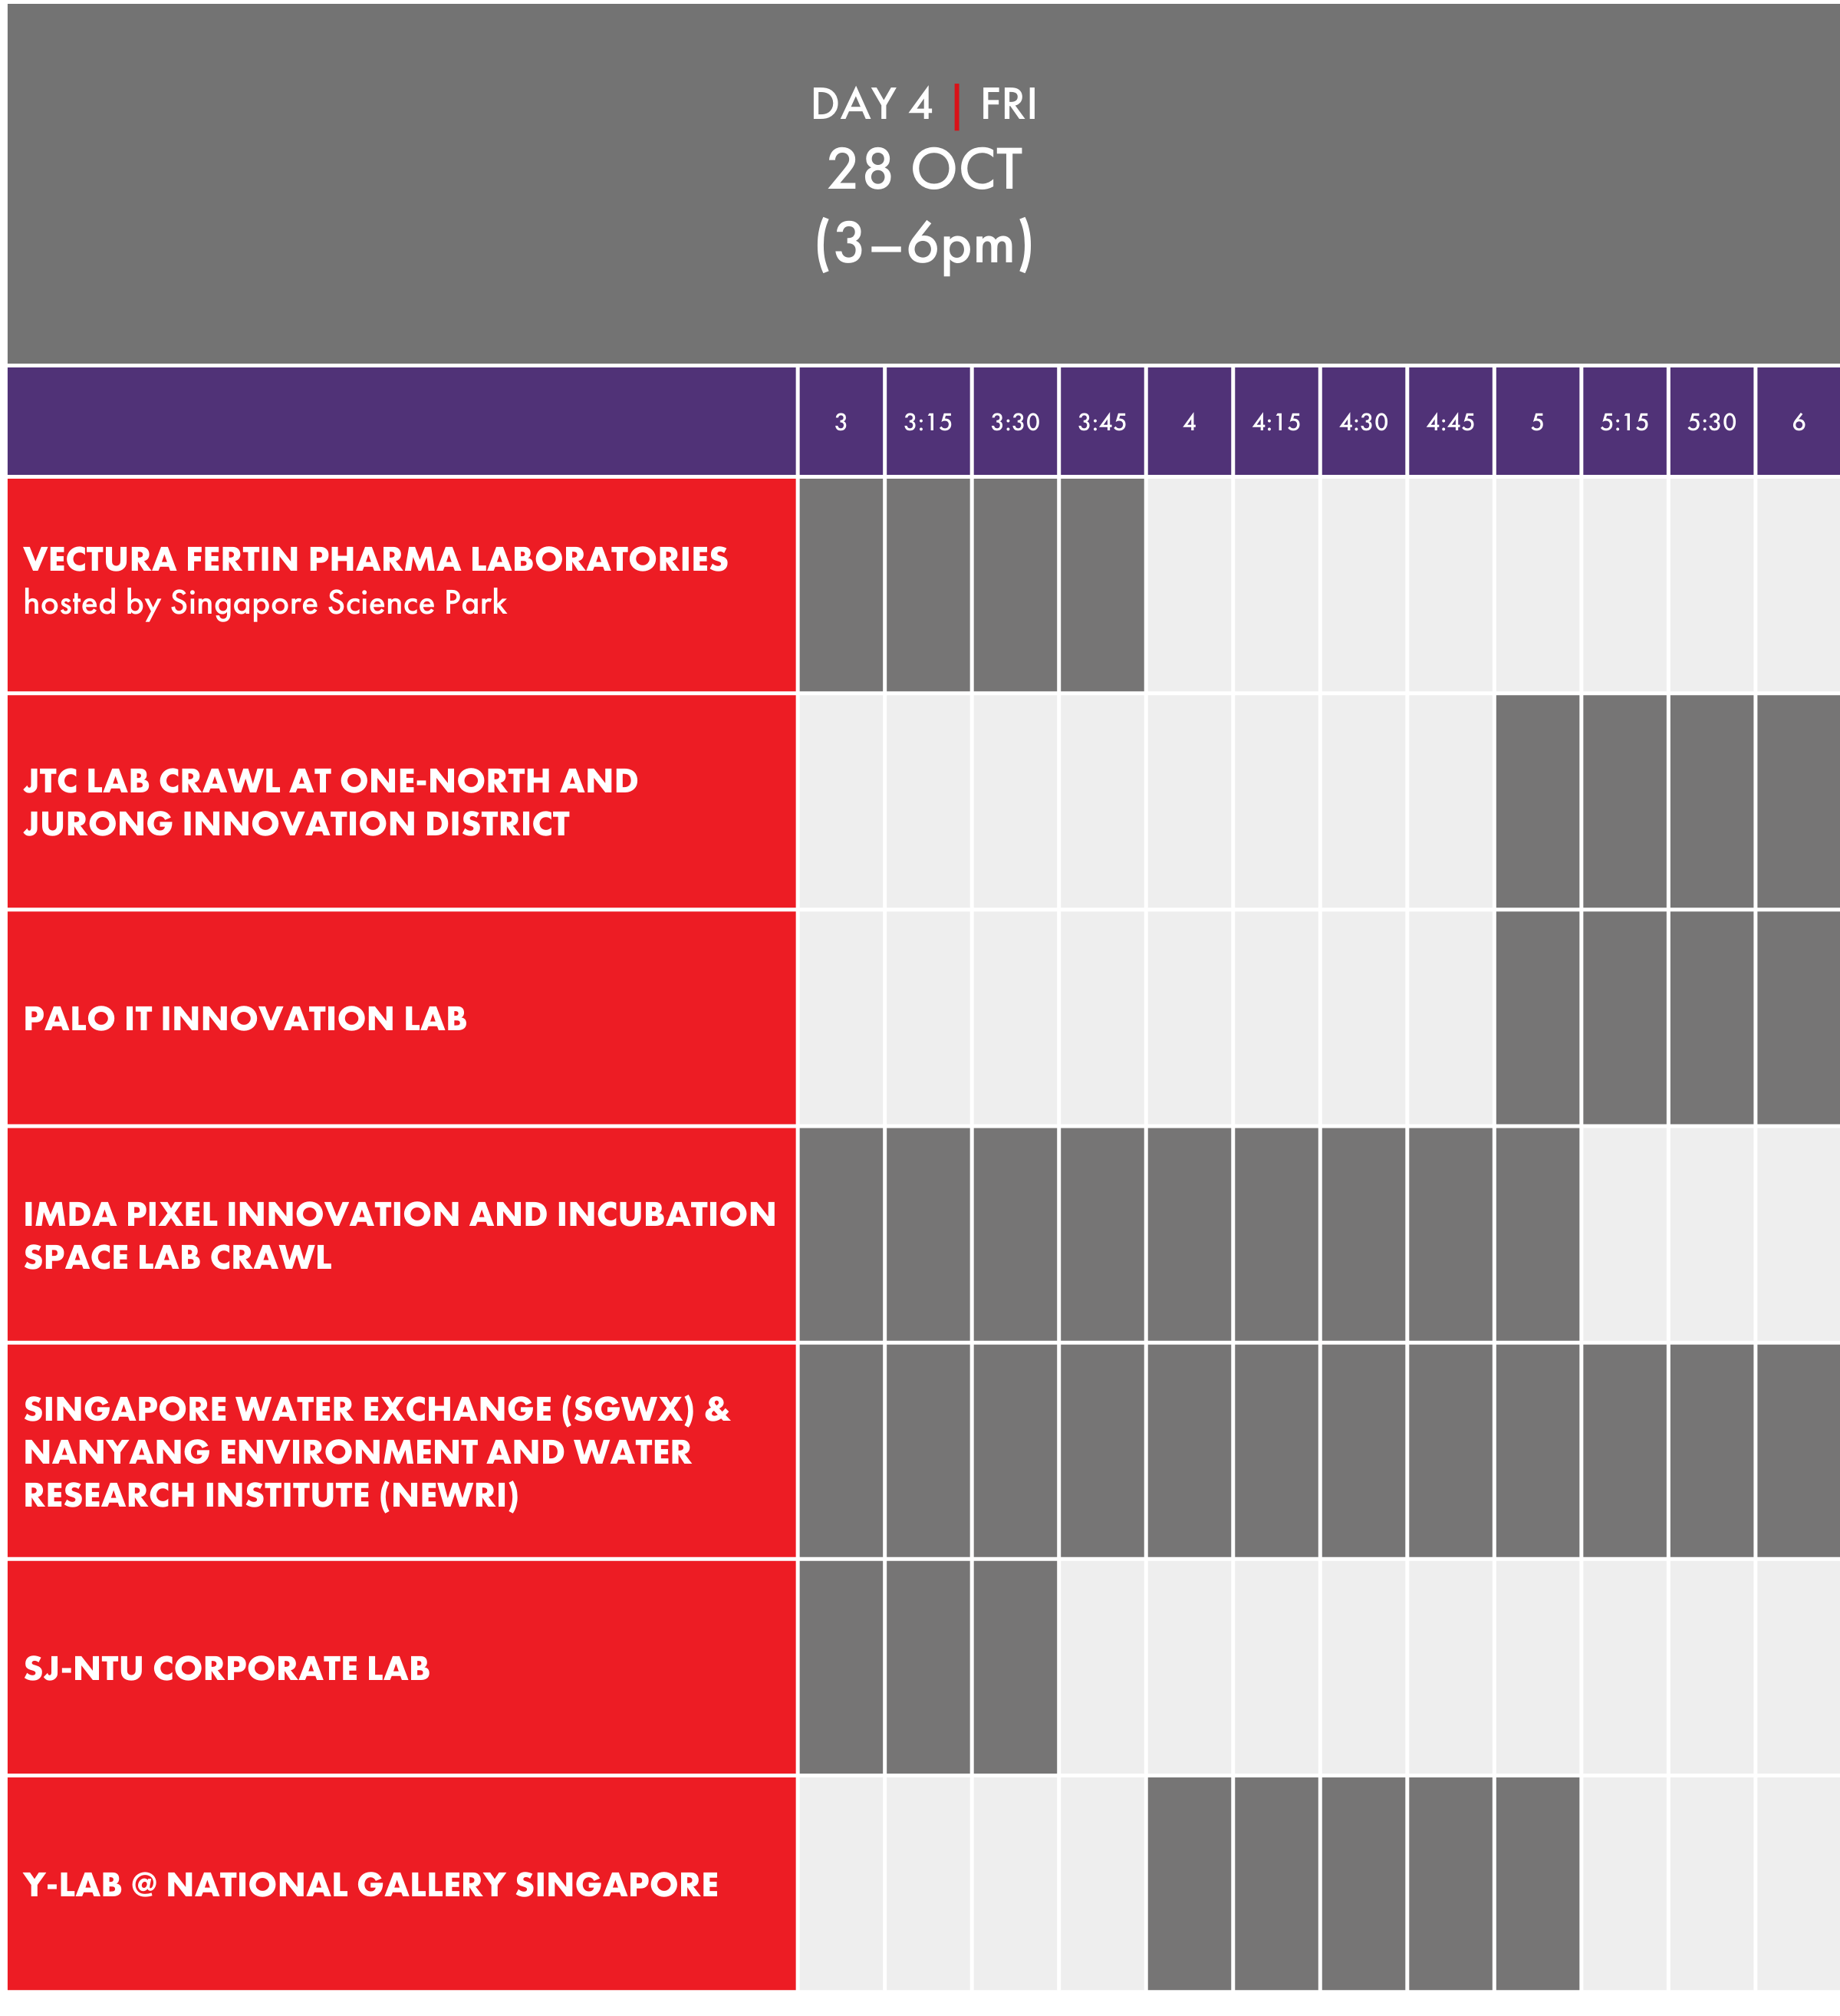 DAY 4 | FRI
28 OCT
(3–6pm)
3 3:15 3:30 3:45 4 4:15 4:30 4:45 5 5:15 5:30 6
VECTURA FERTIN PHARMA LABORATORIES
hosted by Singapore Science Park
JTC LAB CRAWL AT ONE-NORTH AND
JURONG INNOVATION DISTRICT
PALO IT INNOVATION LAB
IMDA PIXEL INNOVATION AND INCUBATION
SPACE LAB CRAWL
SINGAPORE WATER EXCHANGE (SGWX) &
NANYANG ENVIRONMENT AND WATER
RESEARCH INSTITUTE (NEWRI)
SJ-NTU CORPORATE LAB
Y-LAB @ NATIONAL GALLERY SINGAPORE